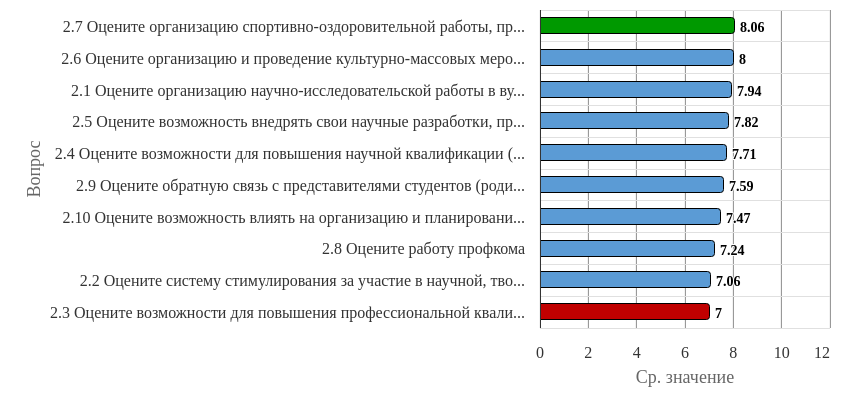 2.7 Оцените организацию спортивно-оздоровительной работы, пр... 8.06
2.6 Оцените организацию и проведение культурно-массовых меро... 8
2.1 Оцените организацию научно-исследовательской работы в ву... 7.94
2.5 Оцените возможность внедрять свои научные разработки, пр... 7.82
2.4 Оцените возможности для повышения научной квалификации (... 7.71
2.9 Оцените обратную связь с представителями студентов (роди... 7.59
2.10 Оцените возможность влиять на организацию и планировани... 7.47
2.8 Оцените работу профкома 7.24
2.2 Оцените систему стимулирования за участие в научной, тво... 7.06
2.3 Оцените возможности для повышения профессиональной квали... 7
Вопрос
0 2 4 6 8 10 12
Ср. значение